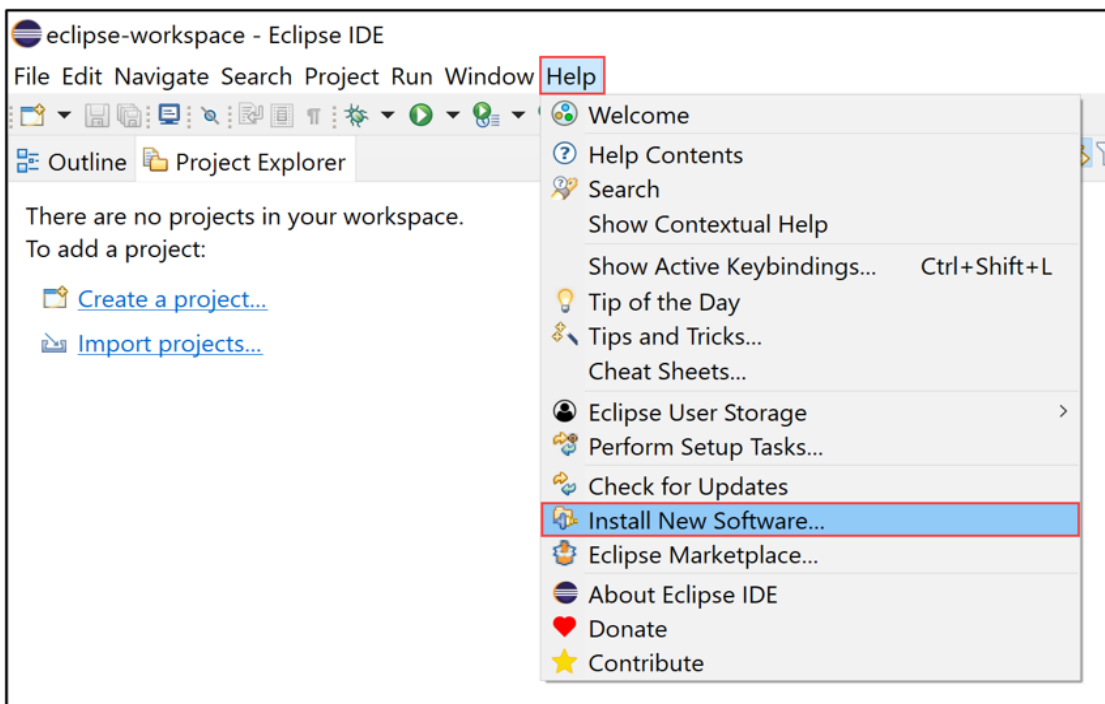 eclipse-workspace - Eclipse IDE
File Edit Navigate Search Project Run Window Help
Outline Project Explorer
There are no projects in your workspace.
To add a project:
Create a project...
Import projects...
Welcome
Help Contents
Search
Show Contextual Help
Show Active Keybindings... Ctrl+Shift+L
Tip of the Day
Tips and Tricks...
Cheat Sheets...
Eclipse User Storage
Perform Setup Tasks...
Check for Updates
Install New Software...
Eclipse Marketplace...
About Eclipse IDE
Donate
Contribute